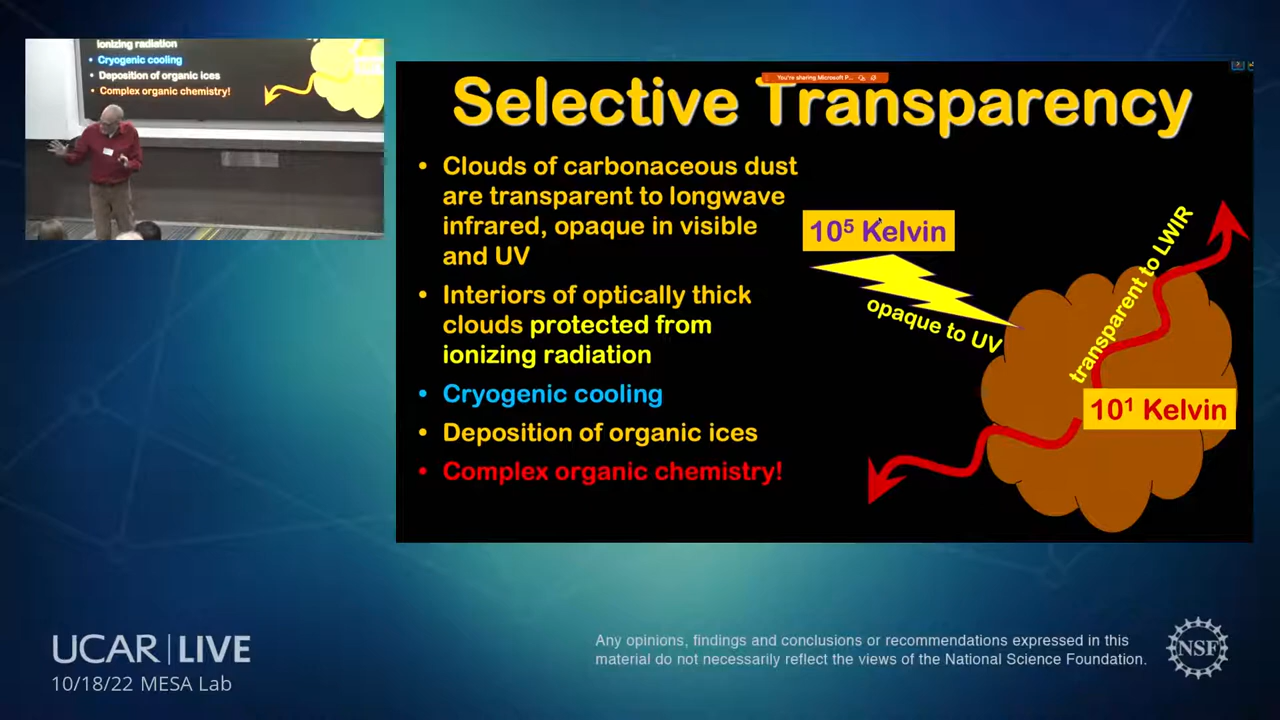 ionizing radiation
• Cryogenic cooling
• Deposition of organic ices
• Complex organic chemistry!
You're sharing Microsoft P...
Selective Transparency
• Clouds of carbonaceous dust
are transparent to longwave
infrared, opaque in visible
and UV
• Interiors of optically thick
clouds protected from
ionizing radiation
• Cryogenic cooling
• Deposition of organic ices
• Complex organic chemistry!
10⁵ Kelvin
opaque to UV
transparent to LWIR
10¹ Kelvin
UCAR | LIVE
10/18/22 MESA Lab
Any opinions, findings and conclusions or recommendations expressed in this
material do not necessarily reflect the views of the National Science Foundation.
NSF